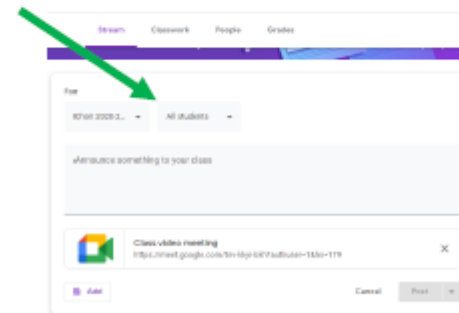 Stream Classwork People Grades
For
All students
Announce something to your class
Class video meeting
Add Cancel Post